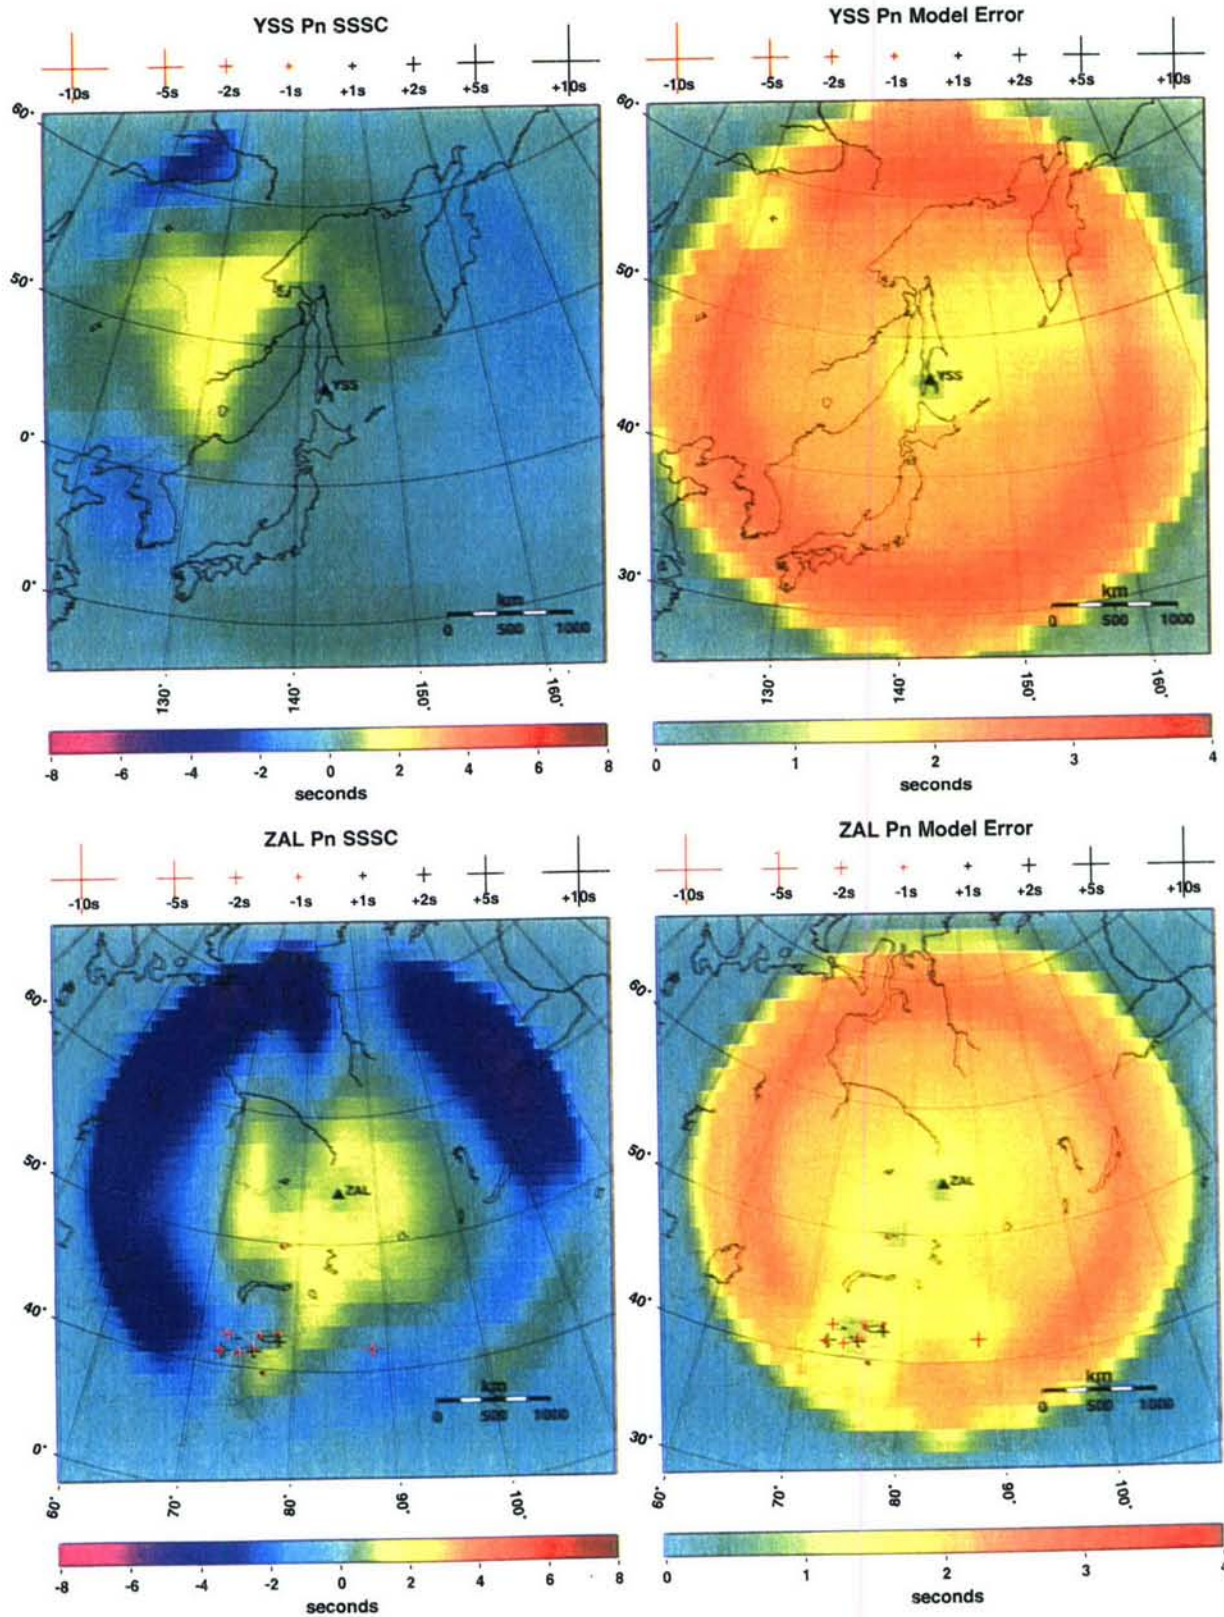 YSS Pn SSSC
-10s -5s -2s -1s +1s +2s +5s +10s
60°
50°
0°
0°
YSS
km
0 500 1000
130° 140° 150° 160°
-8 -6 -4 -2 0 2 4 6 8
seconds
YSS Pn Model Error
-10s -5s -2s -1s +1s +2s +5s +10s
60°
50°
40°
30°
YSS
km
0 500 1000
130° 140° 150° 160°
0 1 2 3 4
seconds
ZAL Pn SSSC
-10s -5s -2s -1s +1s +2s +5s +10s
60°
50°
40°
0°
ZAL
km
0 500 1000
60° 70° 80° 90° 100°
-8 -6 -4 -2 0 2 4 6 8
seconds
ZAL Pn Model Error
-10s -5s -2s -1s +1s +2s +5s +10s
60°
50°
40°
30°
ZAL
km
0 500 1000
60° 70° 80° 90° 100°
0 1 2 3 4
seconds